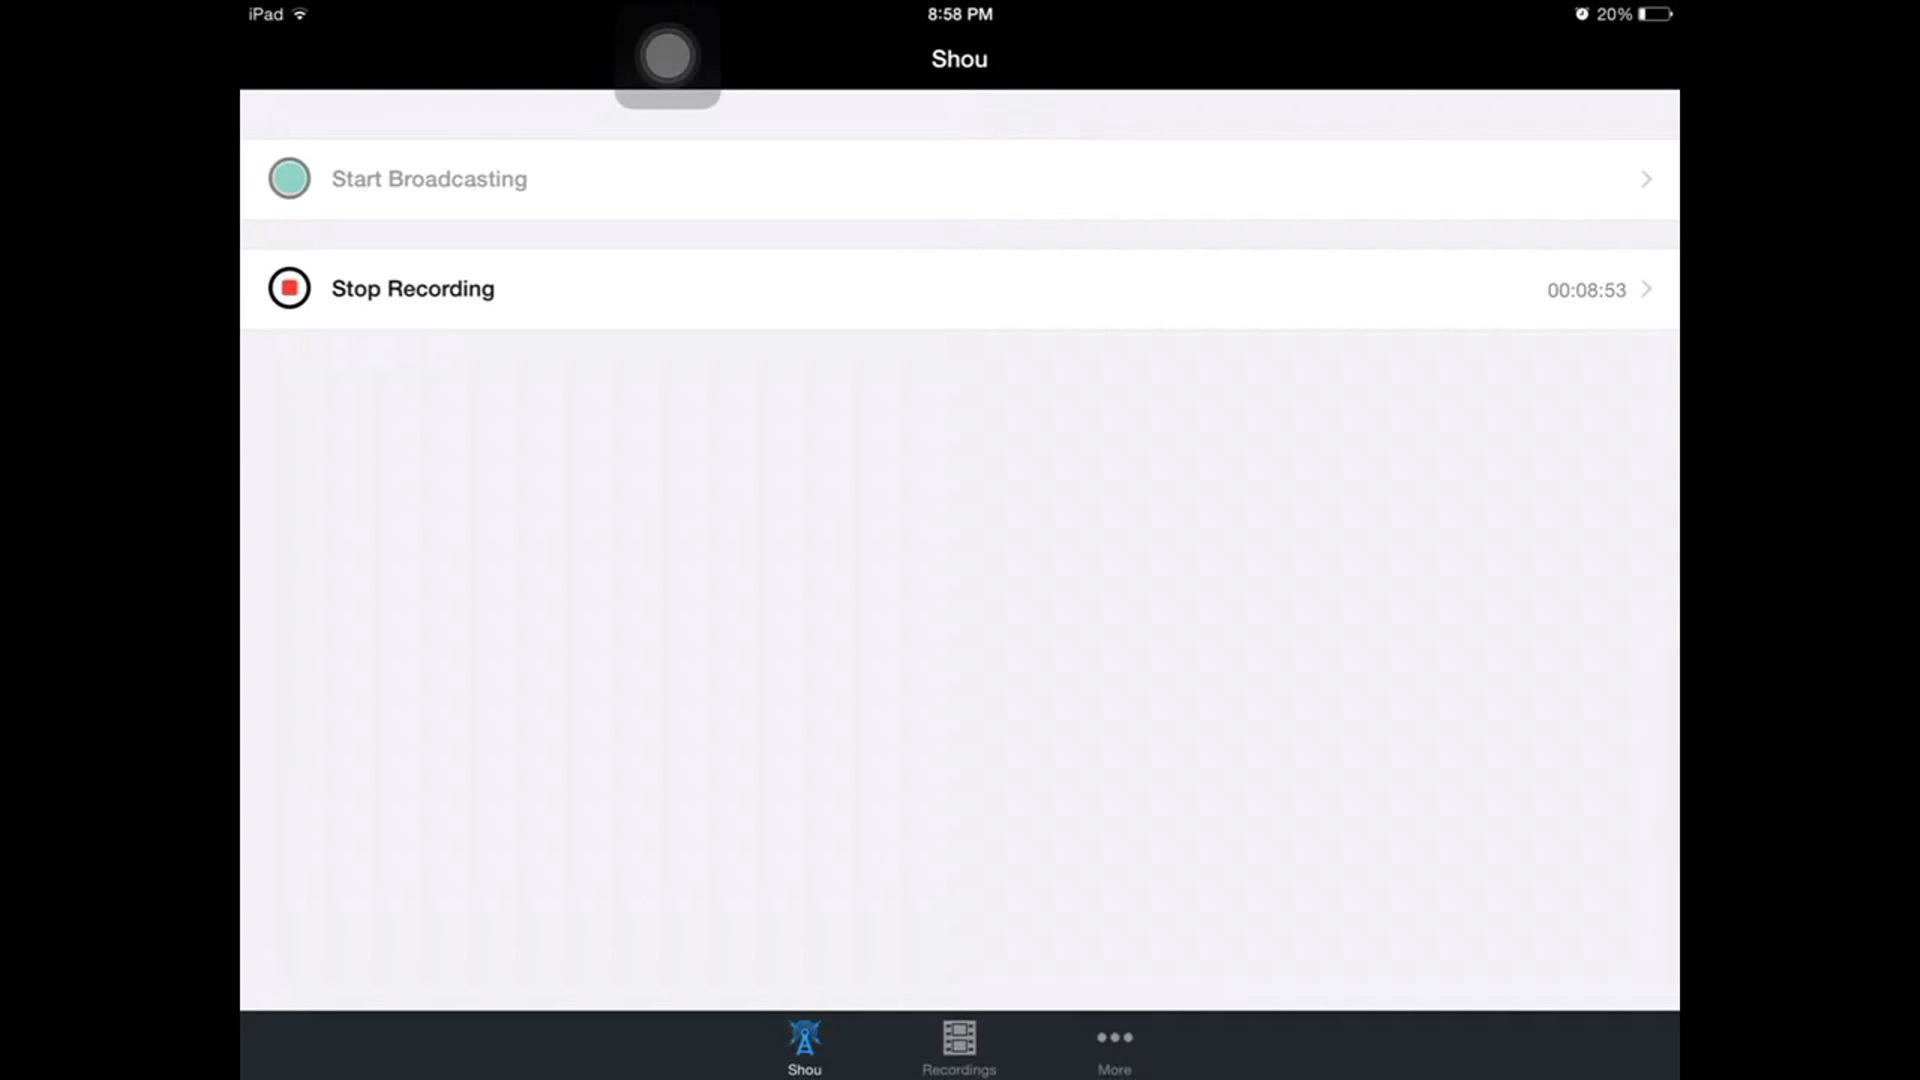 iPad
8:58 PM
20%
Shou
Start Broadcasting
Stop Recording
00:08:53
Shou
Recordings
More